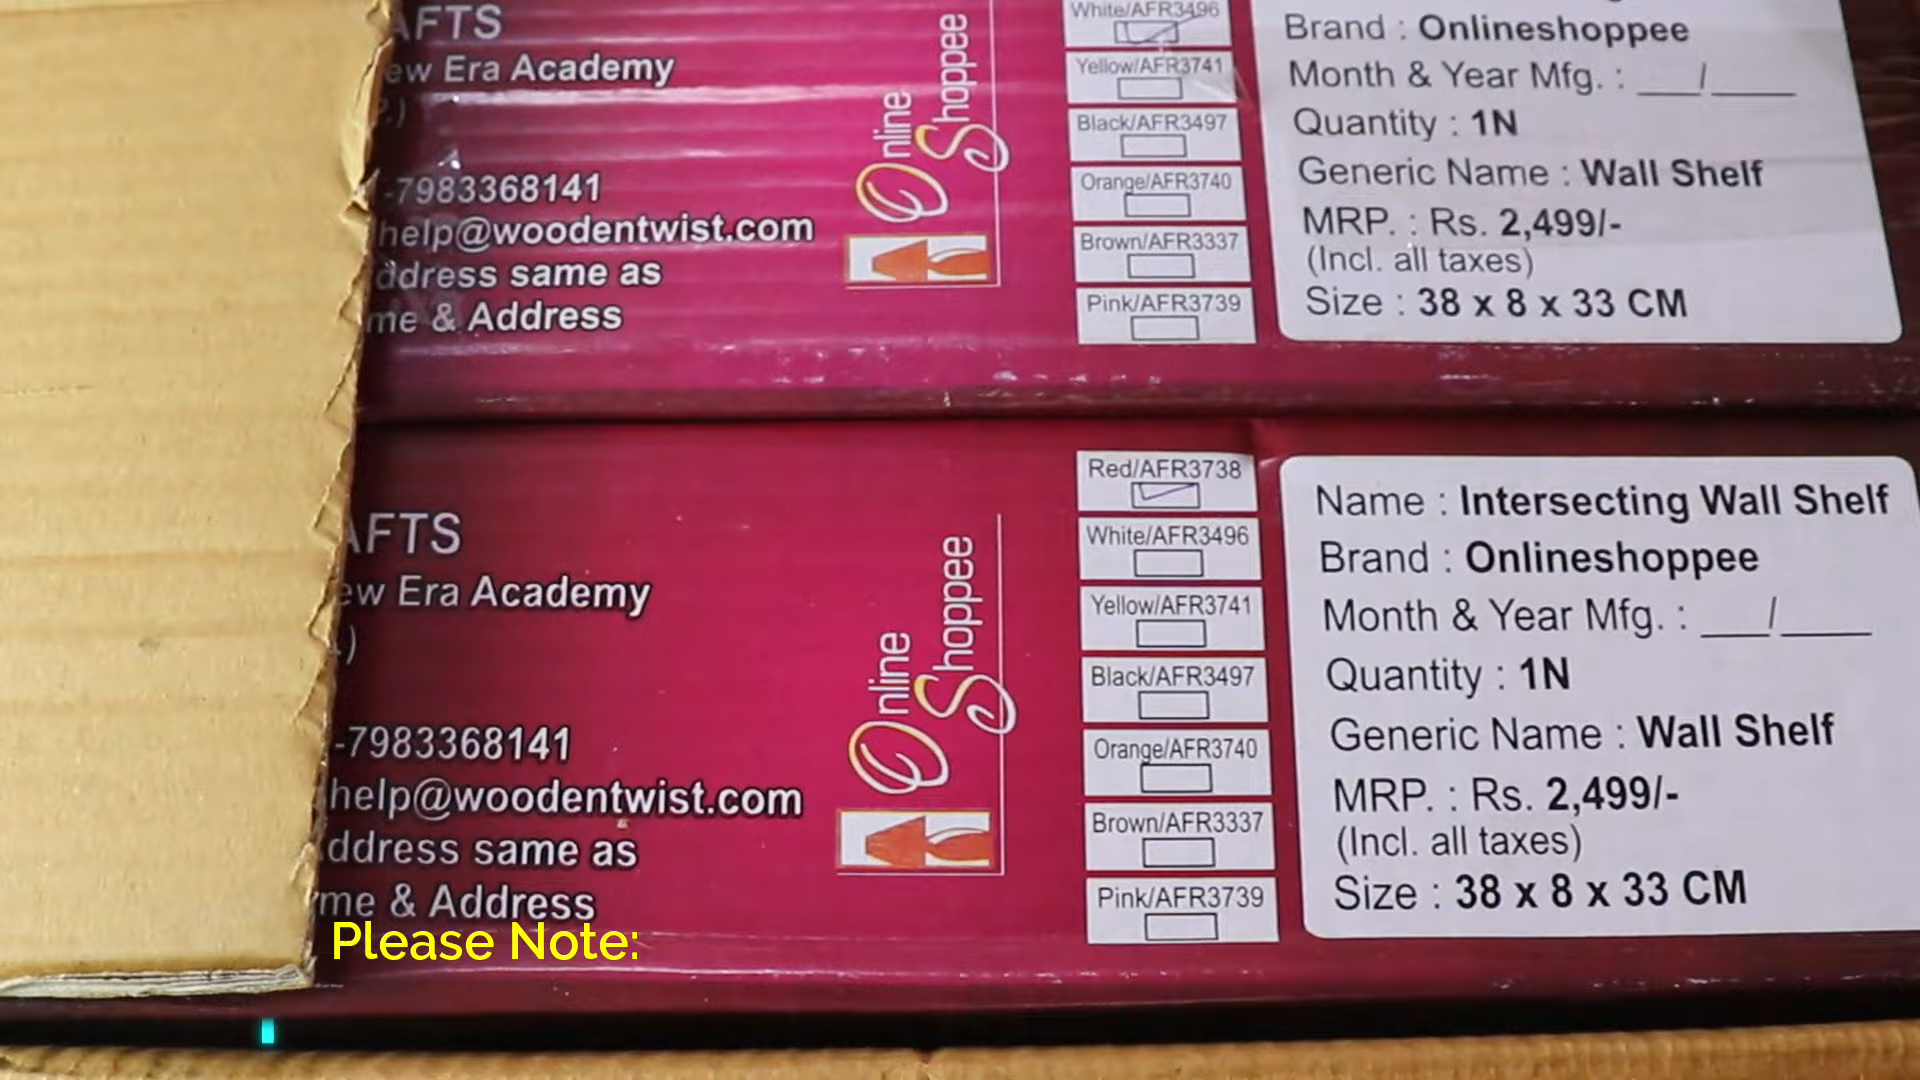 AFTS
ew Era Academy
.)
-7983368141
help@woodentwist.com
ddress same as
me & Address
Online
Shoppee
White/AFR3496
Yellow/AFR3741
Black/AFR3497
Orange/AFR3740
Brown/AFR3337
Pink/AFR3739
Brand : Onlineshoppee
Month & Year Mfg. : ___/____
Quantity : 1N
Generic Name : Wall Shelf
MRP. : Rs. 2,499/-
(Incl. all taxes)
Size : 38 x 8 x 33 CM
AFTS
ew Era Academy
.)
-7983368141
help@woodentwist.com
ddress same as
me & Address
Online
Shoppee
Red/AFR3738
White/AFR3496
Yellow/AFR3741
Black/AFR3497
Orange/AFR3740
Brown/AFR3337
Pink/AFR3739
Name : Intersecting Wall Shelf
Brand : Onlineshoppee
Month & Year Mfg. : ___/____
Quantity : 1N
Generic Name : Wall Shelf
MRP. : Rs. 2,499/-
(Incl. all taxes)
Size : 38 x 8 x 33 CM
Please Note: